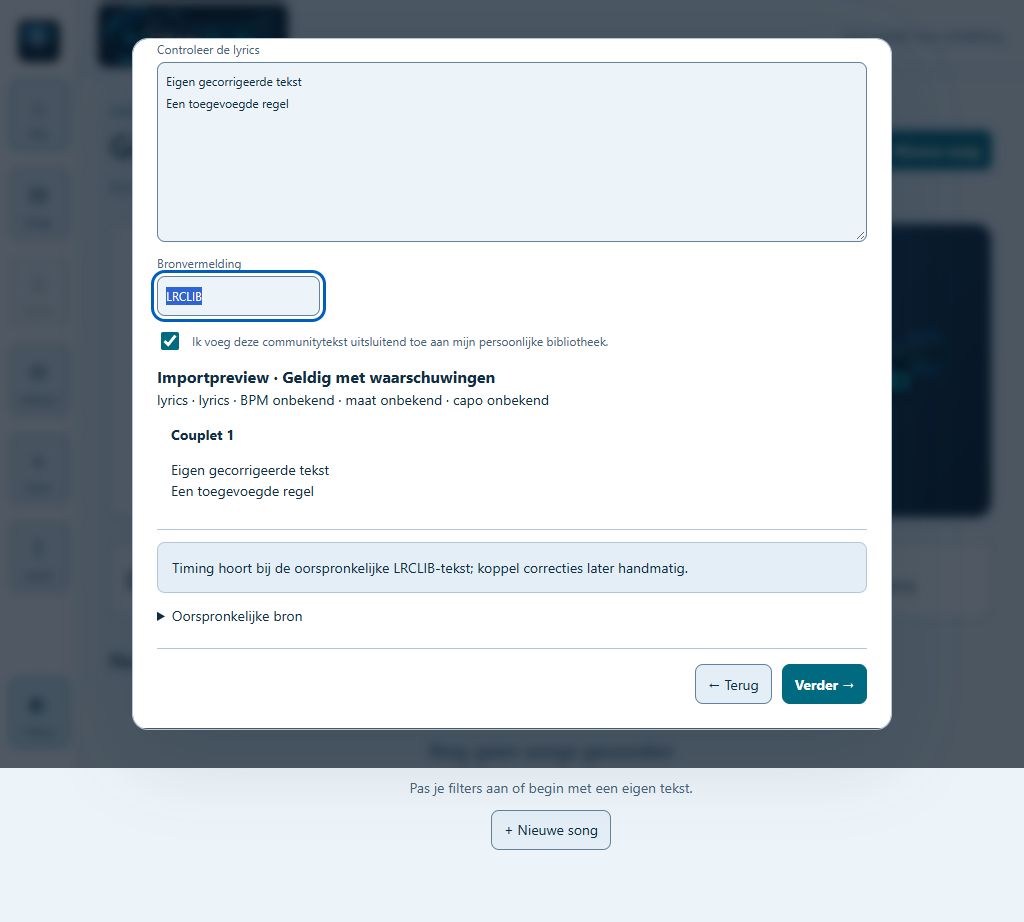 Controleer de lyrics
Eigen gecorrigeerde tekst
Een toegevoegde regel
Bronvermelding
LRCLIB
Ik voeg deze communitytekst uitsluitend toe aan mijn persoonlijke bibliotheek.
Importpreview · Geldig met waarschuwingen
lyrics · lyrics · BPM onbekend · maat onbekend · capo onbekend
Couplet 1
Eigen gecorrigeerde tekst
Een toegevoegde regel
Timing hoort bij de oorspronkelijke LRCLIB-tekst; koppel correcties later handmatig.
▶ Oorspronkelijke bron
← Terug
Verder →
Pas je filters aan of begin met een eigen tekst.
+ Nieuwe song